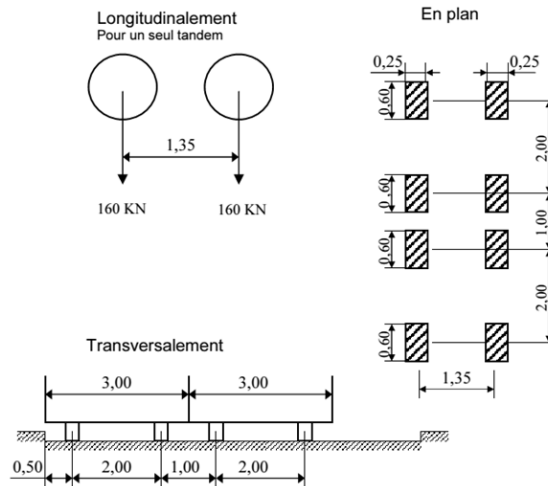 Longitudinalement
Pour un seul tandem
1,35
160 KN 160 KN
En plan
0,25 0,25
0,60
2,00
0,60
1,00
0,60
2,00
0,60
1,35
Transversalement
3,00 3,00
0,50 2,00 1,00 2,00